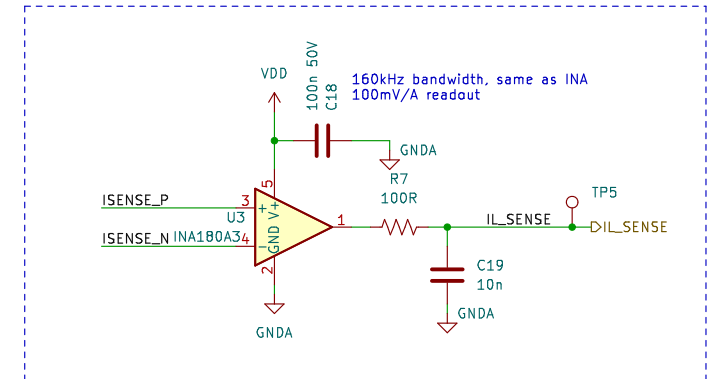 VDD
100n 50V
C18
160kHz bandwidth, same as INA
100mV/A readout
GNDA
R7
100R
TP5
ISENSE_P
3
5
U3
+
V+
1
IL_SENSE
IL_SENSE
ISENSE_N
INA180A3
4
-
GND
2
C19
10n
GNDA
GNDA